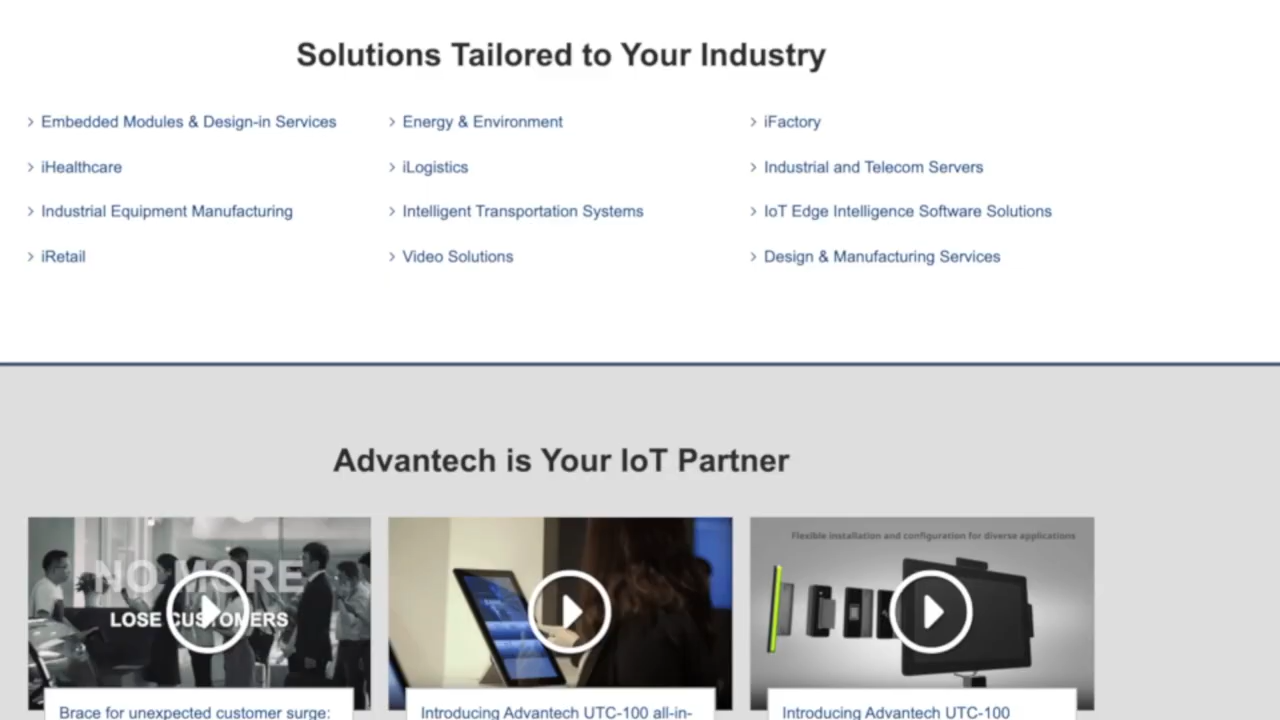 Solutions Tailored to Your Industry
Embedded Modules & Design-in Services
Energy & Environment
iFactory
iHealthcare
iLogistics
Industrial and Telecom Servers
Industrial Equipment Manufacturing
Intelligent Transportation Systems
IoT Edge Intelligence Software Solutions
iRetail
Video Solutions
Design & Manufacturing Services
Advantech is Your IoT Partner
NO MORE
LOSE CUSTOMERS
Flexible installation and configuration for diverse applications
Brace for unexpected customer surge:
Introducing Advantech UTC-100 all-in-
Introducing Advantech UTC-100